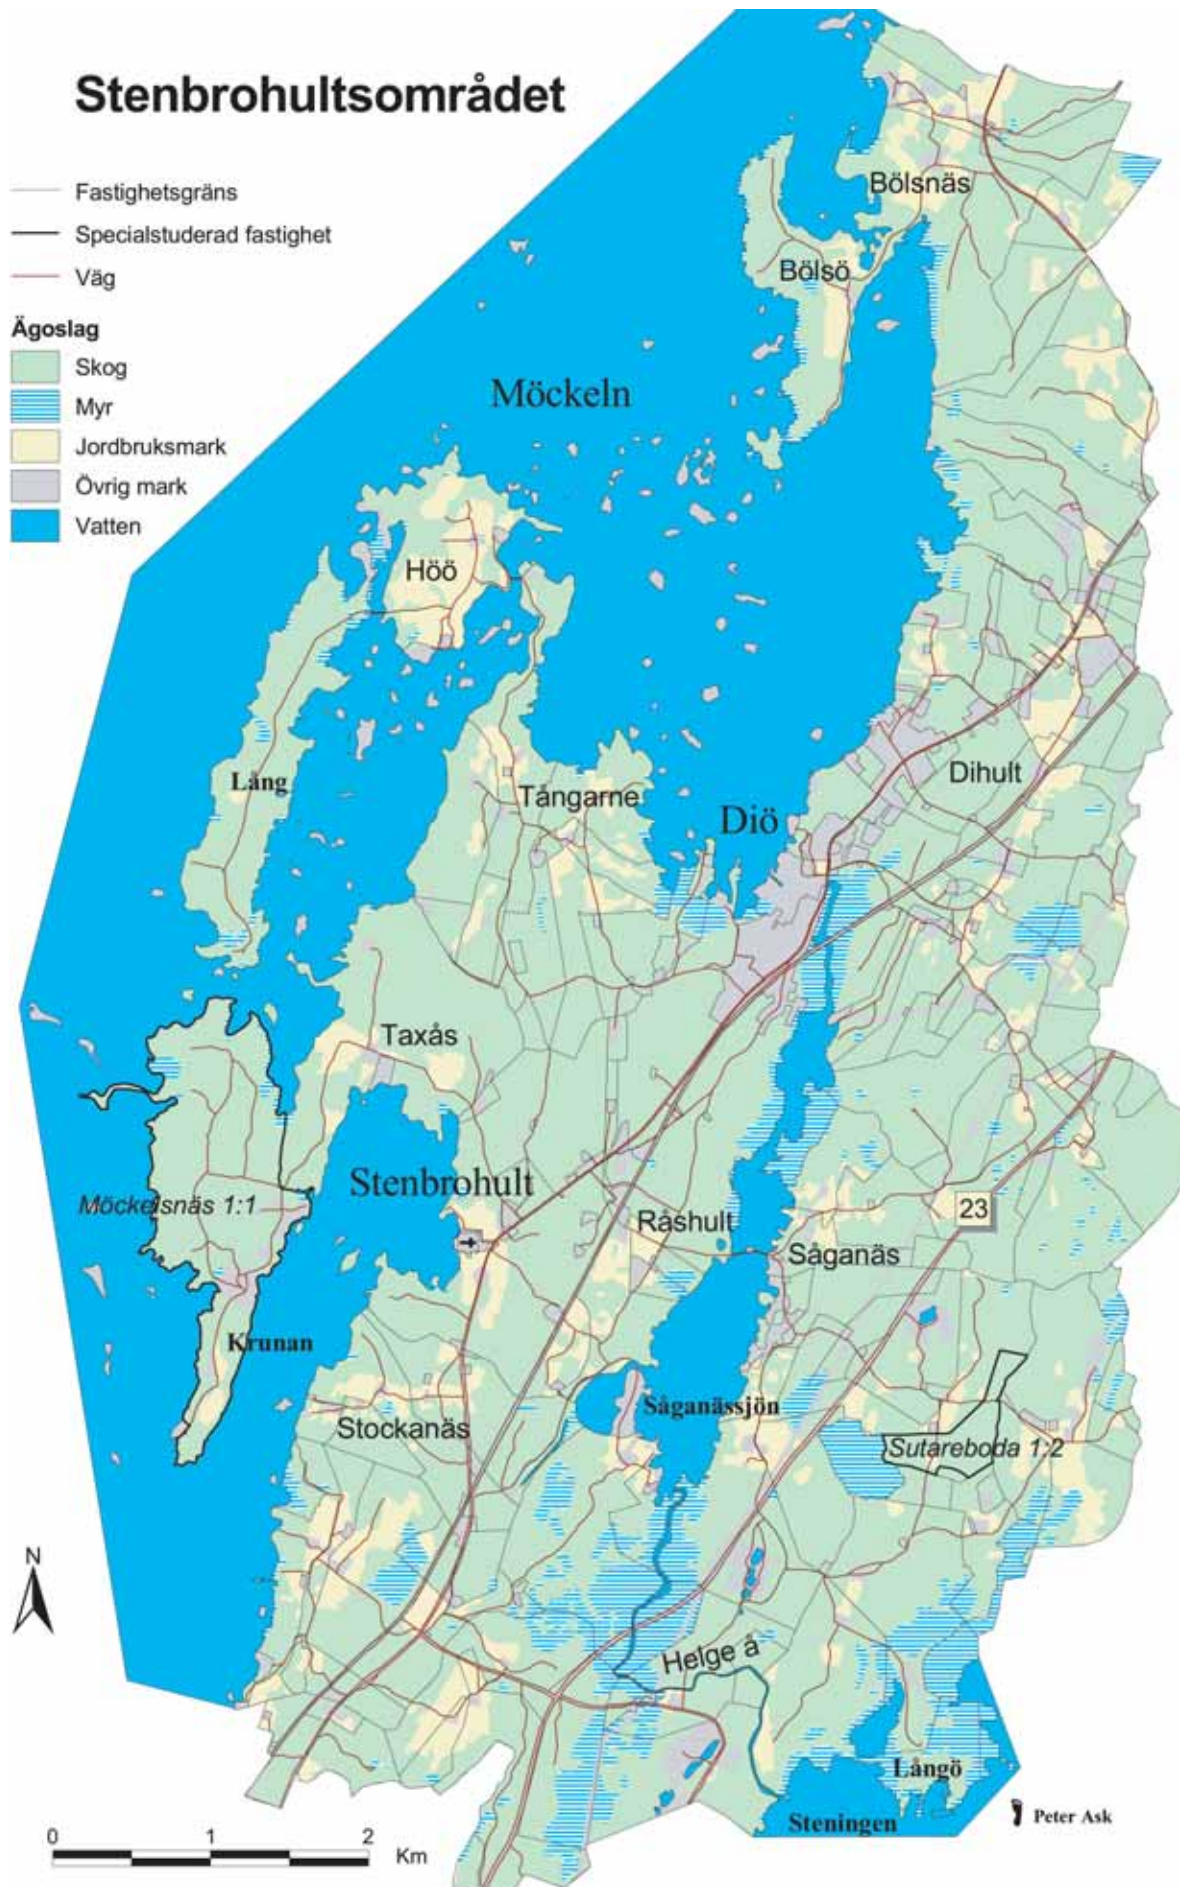 Stenbrohultsområdet
Fastighetsgräns
Specialstuderad fastighet
Väg
Ägoslag
Skog
Myr
Jordbruksmark
Övrig mark
Vatten
Bölsnäs
Bölsö
Möckeln
Höö
Lång
Tångarne
Dihult
Diö
Taxås
Stenbrohult
Möckelsnäs 1:1
Råshult
23
Såganäs
Krunan
Såganässjön
Stockanäs
Sutareboda 1:2
N
Helge å
Långö
Steningen
Peter Ask
0 1 2
Km